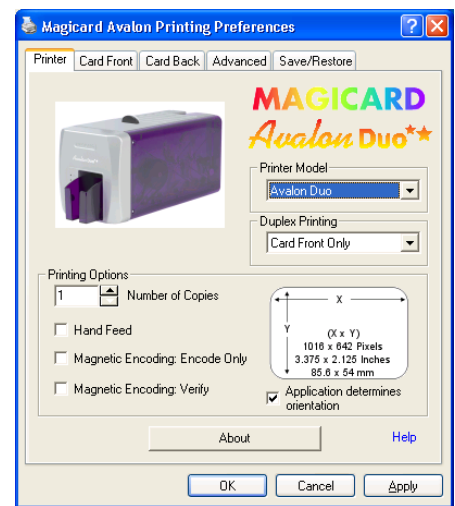 Magicard Avalon Printing Preferences
Printer Card Front Card Back Advanced Save/Restore
MAGICARD
Avalon Duo**
Printer Model
Avalon Duo
Duplex Printing
Card Front Only
Printing Options
1 Number of Copies
Hand Feed
Magnetic Encoding: Encode Only
Magnetic Encoding: Verify
X
Y
(X x Y)
1016 x 642 Pixels
3.375 x 2.125 Inches
85.6 x 54 mm
Application determines
orientation
About
Help
OK Cancel Apply